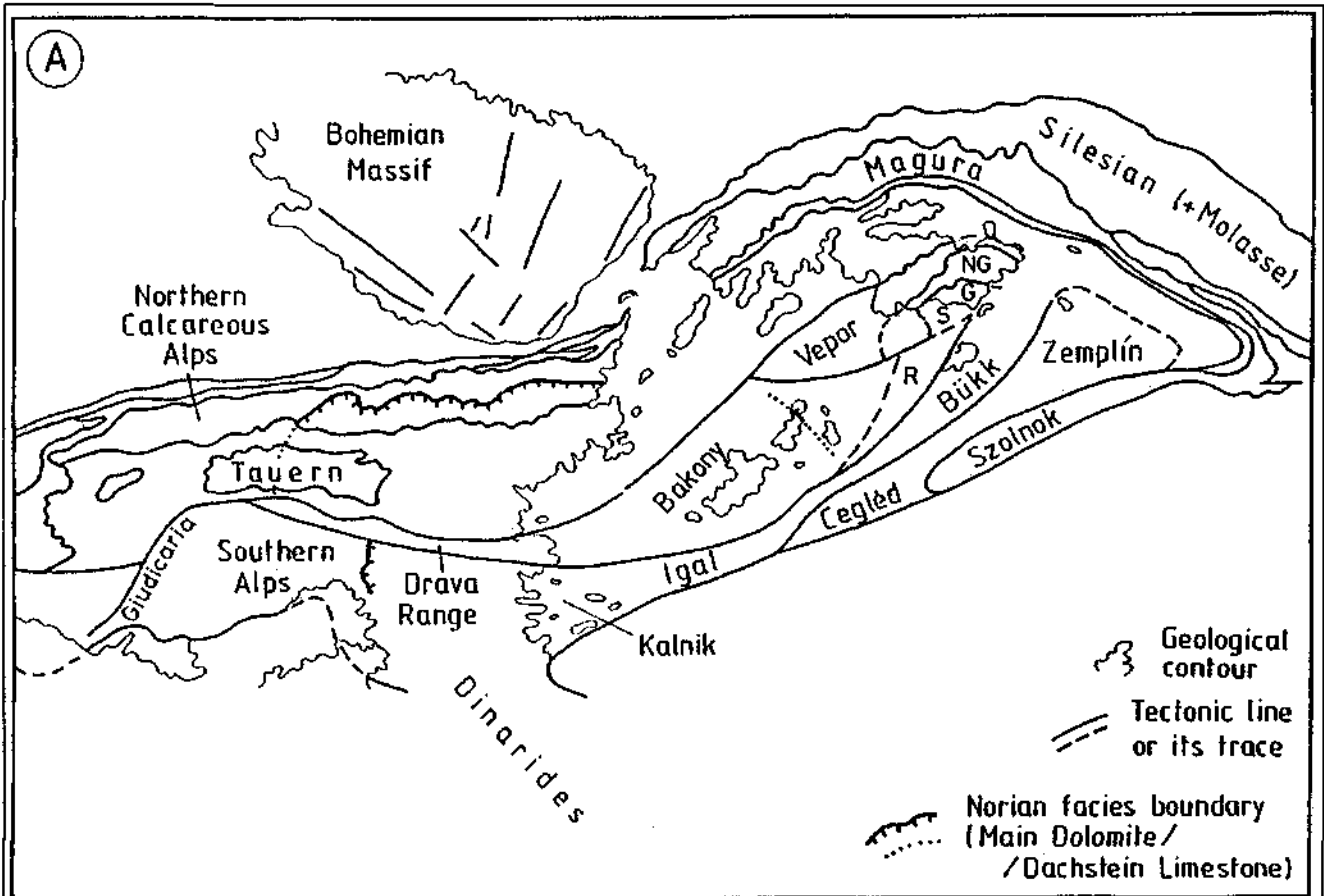 A
Bohemian
Massif
Silesian (+Molasse)
Magura
NG
G
S
Northern
Calcareous
Alps
Vepor
R
Bükk
Zemplín
Tauern
Bakony
Szolnok
Cegléd
Giudicaria
Southern
Alps
Drava
Range
Igal
Kalnik
Dinarides
Geological
contour
Tectonic line
or its trace
Norian facies boundary
(Main Dolomite/
/Dachstein Limestone)